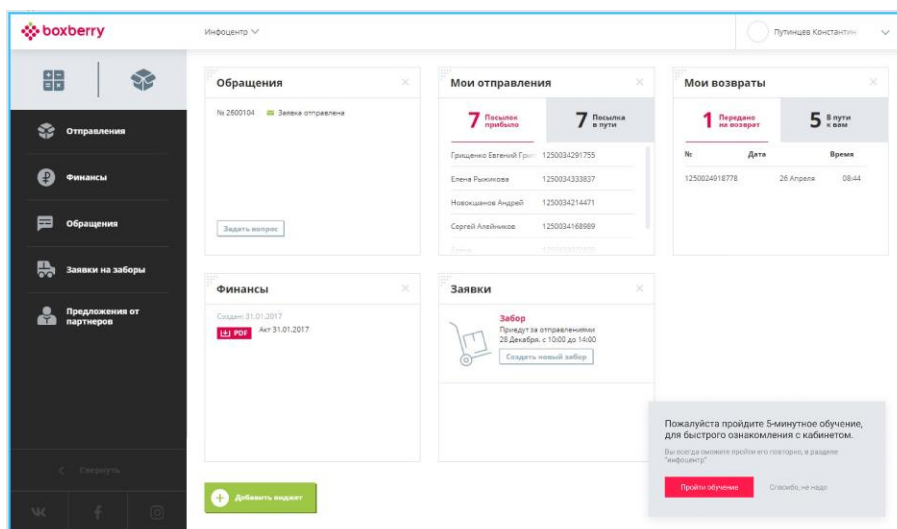 boxberry
Инфоцентр
Путинцев Константин
Отправления
Финансы
Обращения
Заявки на заборы
Предложения от
партнеров
Свернуть
Обращения
№ 2600104 Заявка отправлена
Задать вопрос
Мои отправления
7 Посылок
прибыло
7 Посылка
в пути
Грищенко Евгений Гри 1250034291755
Елена Рыжикова 1250034333837
Новокшанов Андрей 1250034214471
Сергей Алейников 1250034168989
Мои возвраты
1 Передано
на возврат
5 В пути
к вам
№ Дата Время
1250024918778 26 Апреля 08:44
Финансы
Создан: 31.01.2017
PDF Акт 31.01.2017
Заявки
Забор
Приедут за отправлениями
28 Декабря, с 10:00 до 14:00
Создать новый забор
Добавить виджет
Пожалуйста пройдите 5-минутное обучение,
для быстрого ознакомления с кабинетом.
Вы всегда сможете пройти его повторно, в разделе
"инфоцентр"
Пройти обучение
Спасибо, не надо